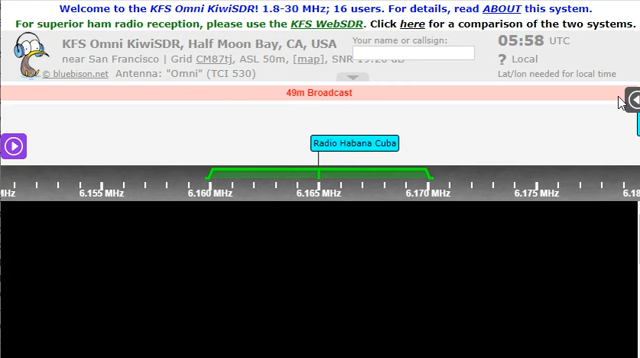 Welcome to the KFS Omni KiwiSDR! 1.8-30 MHz; 16 users. For details, read ABOUT this system.
For superior ham radio reception, please use the KFS WebSDR. Click here for a comparison of the two systems.
KFS Omni KiwiSDR, Half Moon Bay, CA, USA
near San Francisco | Grid CM87tj, ASL 50m, [map], SNR
© bluebison.net Antenna: "Omni" (TCI 530)
Your name or callsign:
05:58 UTC
? Local
Lat/lon needed for local time
49m Broadcast
Radio Habana Cuba
MHz 6.155 MHz 6.160 MHz 6.165 MHz 6.170 MHz 6.175 MHz 6.18